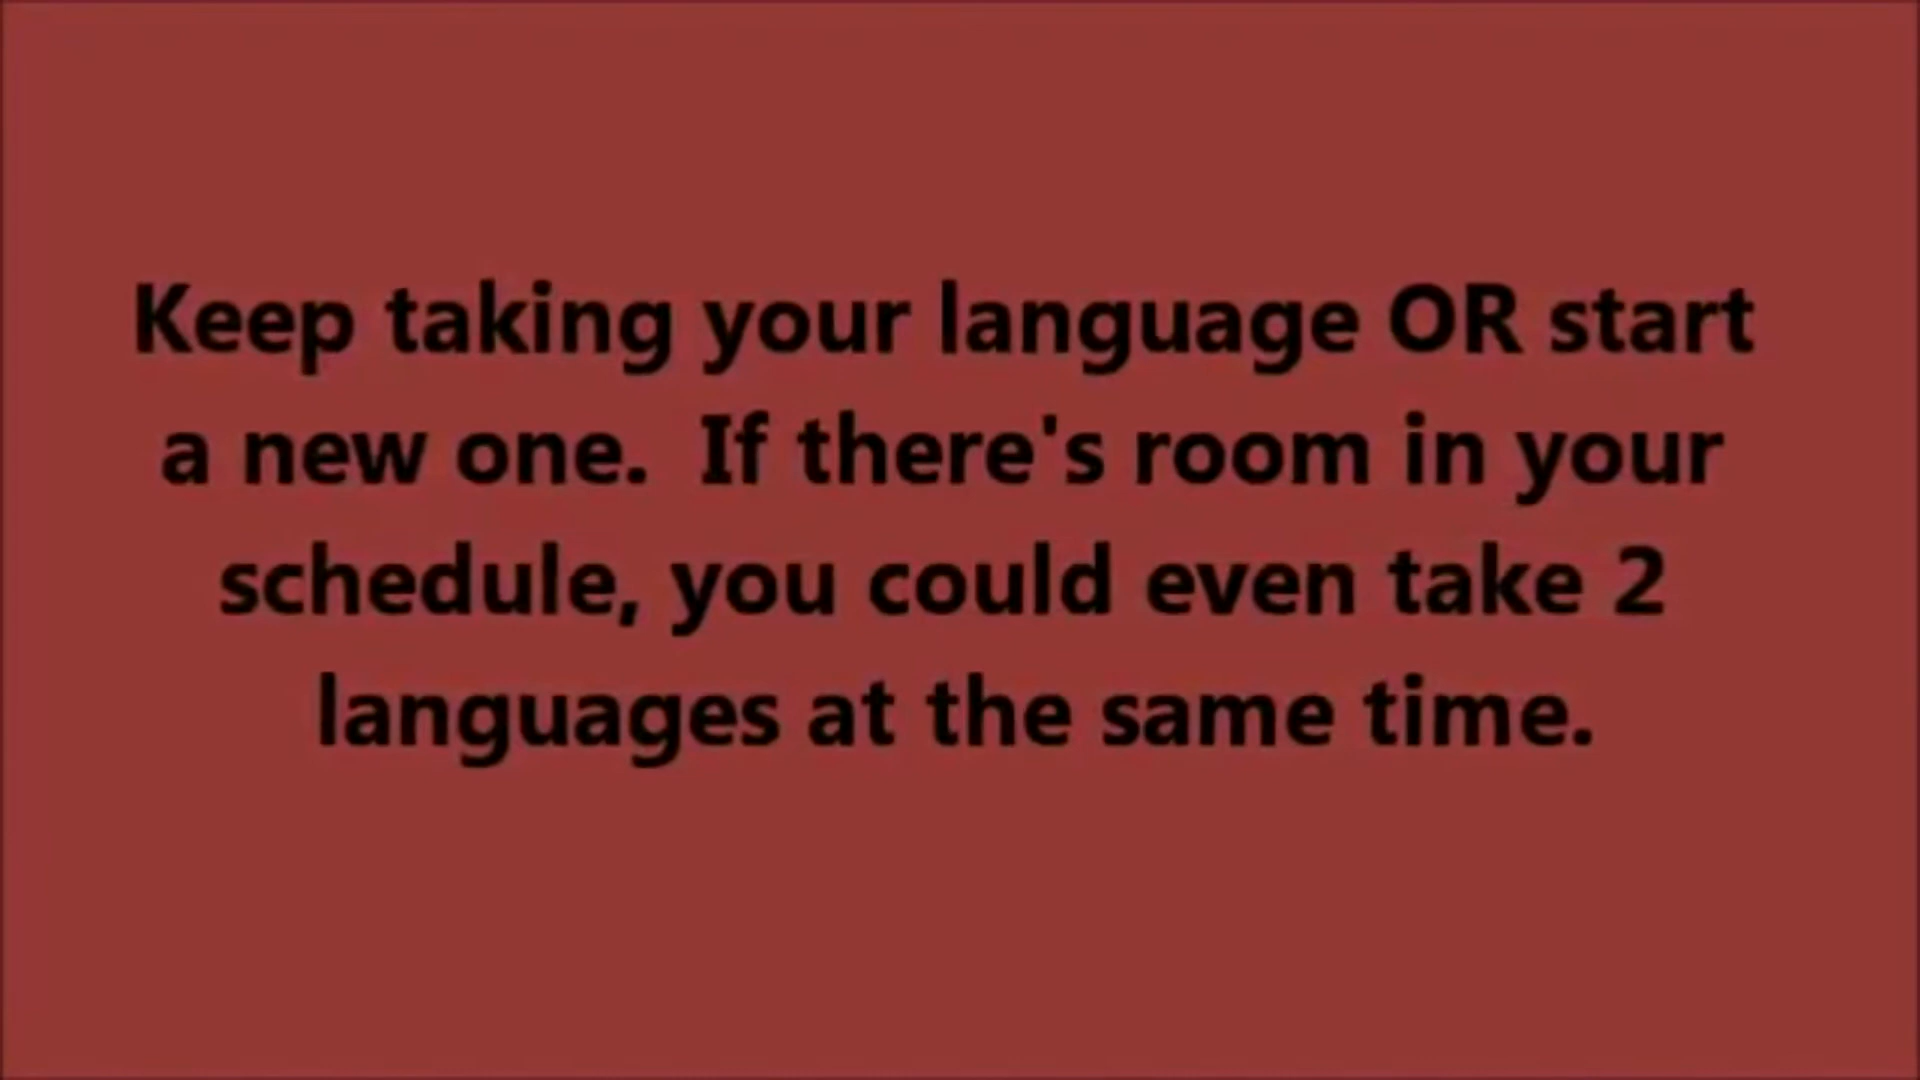 Keep taking your language OR start
a new one.  If there's room in your
schedule, you could even take 2
languages at the same time.